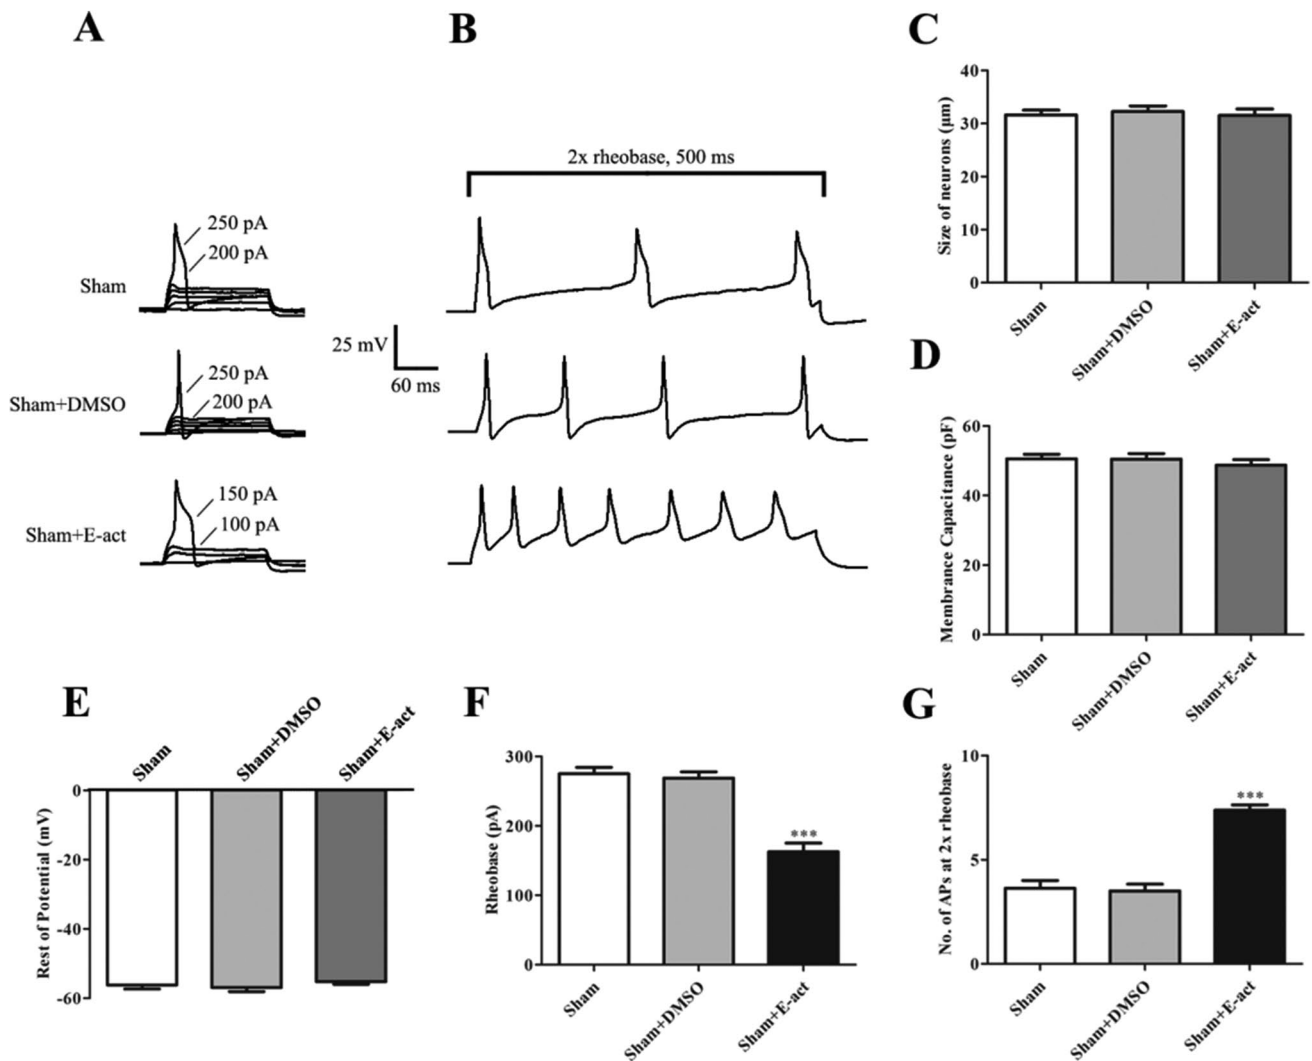 A
B
C
2x rheobase, 500 ms
250 pA
200 pA
Sham
25 mV
60 ms
250 pA
200 pA
Sham+DMSO
150 pA
100 pA
Sham+E-act
Size of neurons (μm)
40
30
20
10
0
Sham
Sham+DMSO
Sham+E-act
D
Membrance Capacitance (pF)
60
40
20
0
Sham
Sham+DMSO
Sham+E-act
E
Sham
Sham+DMSO
Sham+E-act
Rest of Potential (mV)
0
-20
-40
-60
F
Rheobase (pA)
300
200
100
0
***
Sham
Sham+DMSO
Sham+E-act
G
No. of APs at 2x rheobase
10
5
0
***
Sham
Sham+DMSO
Sham+E-act